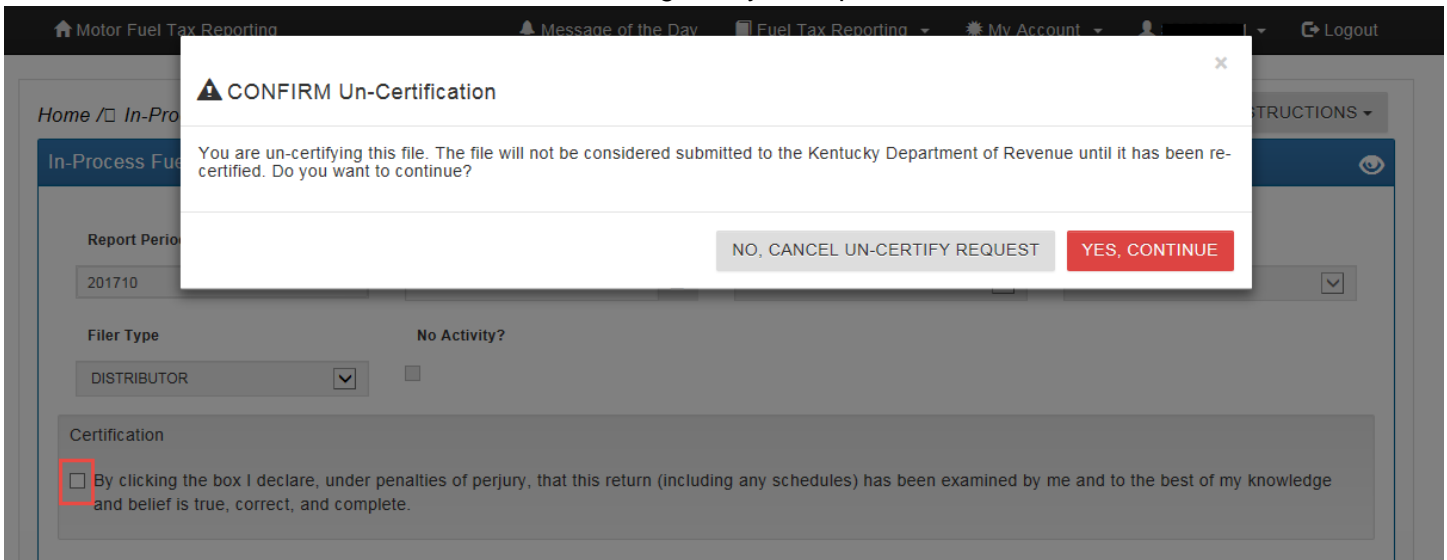 Motor Fuel Tax Reporting Message of the Day Fuel Tax Reporting My Account Logout
×
CONFIRM Un-Certification
Home / In-Pro STRUCTIONS
In-Process Fue
You are un-certifying this file. The file will not be considered submitted to the Kentucky Department of Revenue until it has been re-
certified. Do you want to continue?
NO, CANCEL UN-CERTIFY REQUEST YES, CONTINUE
Report Perio
201710
Filer Type No Activity?
DISTRIBUTOR
Certification
By clicking the box I declare, under penalties of perjury, that this return (including any schedules) has been examined by me and to the best of my knowledge
and belief is true, correct, and complete.